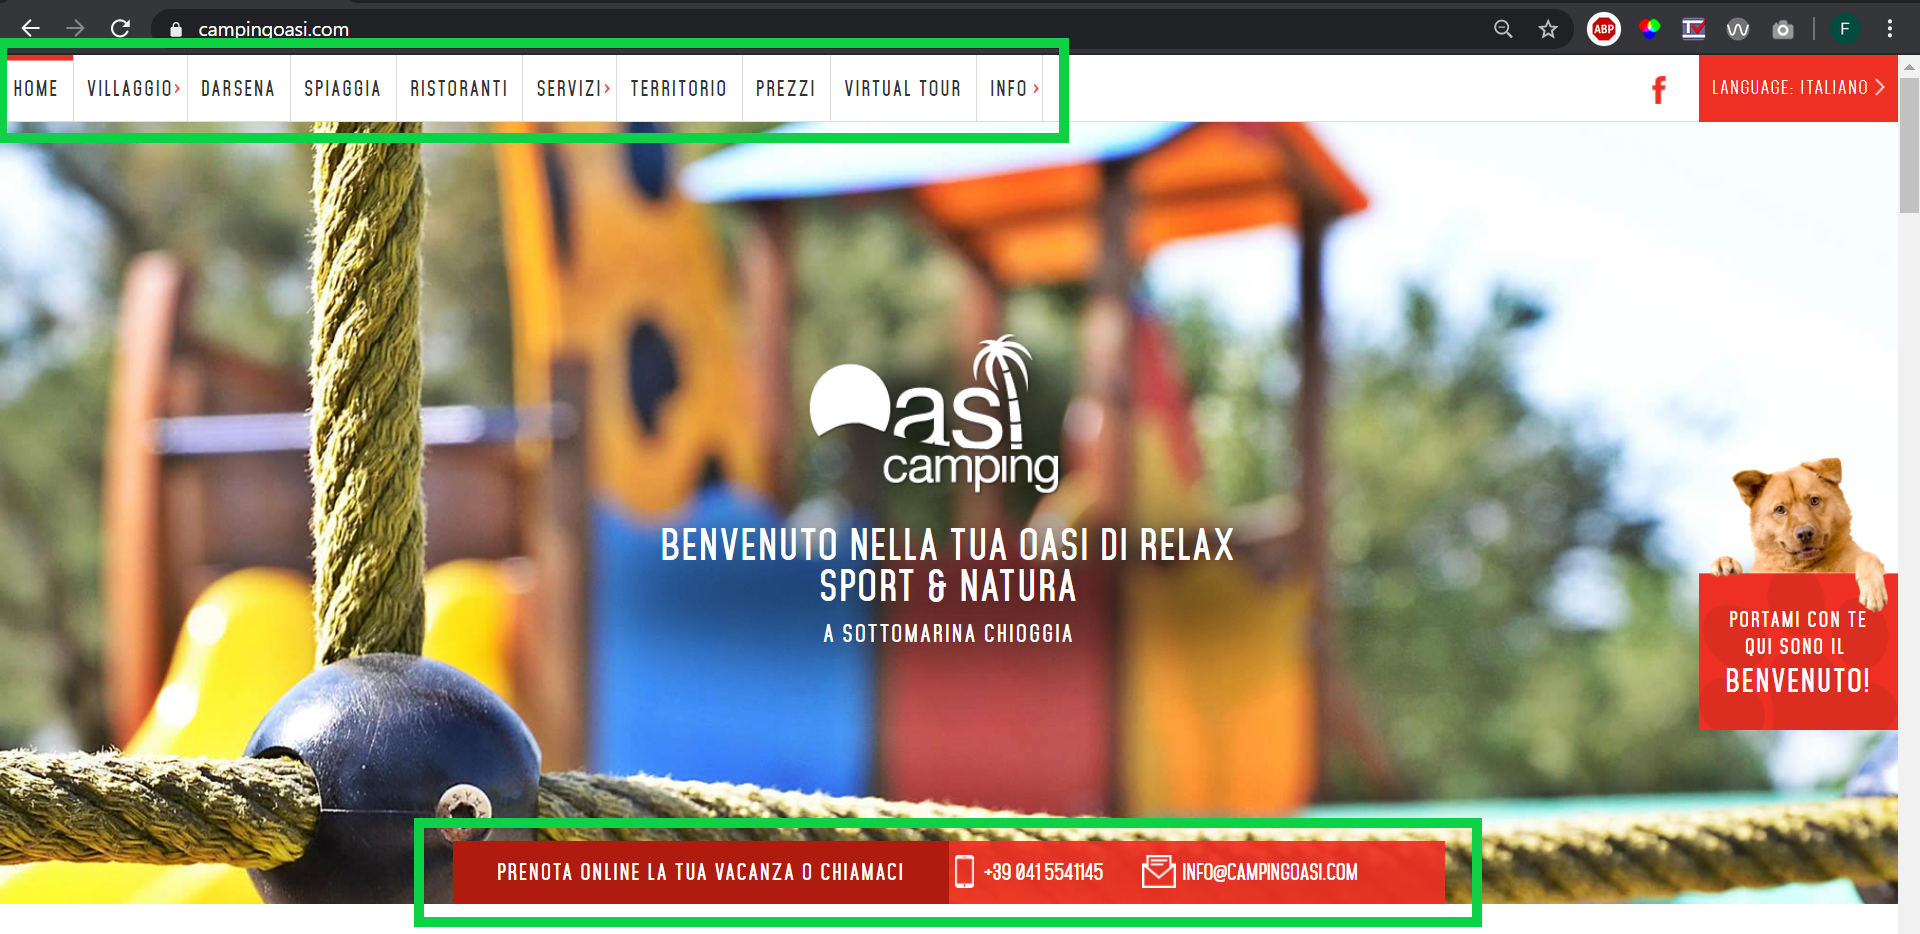 campingoasi.com
ABP
F
HOME VILLAGGIO DARSENA SPIAGGIA RISTORANTI SERVIZI TERRITORIO PREZZI VIRTUAL TOUR INFO
f
LANGUAGE: ITALIANO
Oasi
camping
BENVENUTO NELLA TUA OASI DI RELAX
SPORT & NATURA
A SOTTOMARINA CHIOGGIA
PORTAMI CON TE
QUI SONO IL
BENVENUTO!
PRENOTA ONLINE LA TUA VACANZA O CHIAMACI +39 041 5541145 INFO@CAMPINGOASI.COM